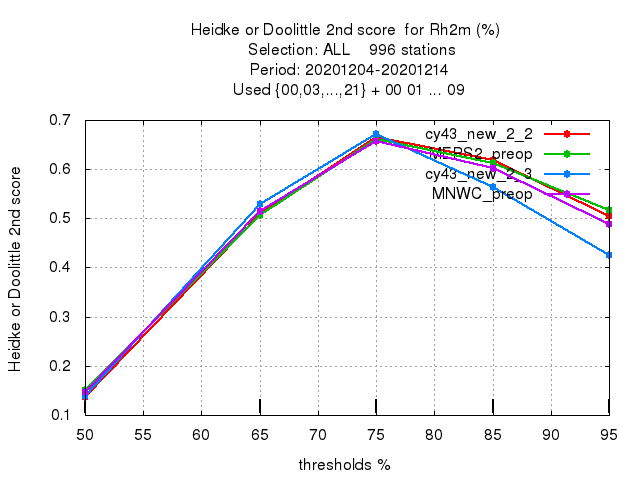 Heidke or Doolittle 2nd score  for Rh2m (%)
Selection: ALL    996 stations
Period: 20201204-20201214
Used {00,03,...,21} + 00 01 ... 09
0.7
0.6
0.5
0.4
0.3
0.2
0.1
Heidke or Doolittle 2nd score
cy43_new_2_2
MEPS2_preop
cy43_new_2_3
MNWC_preop
50 55 60 65 70 75 80 85 90 95
thresholds %